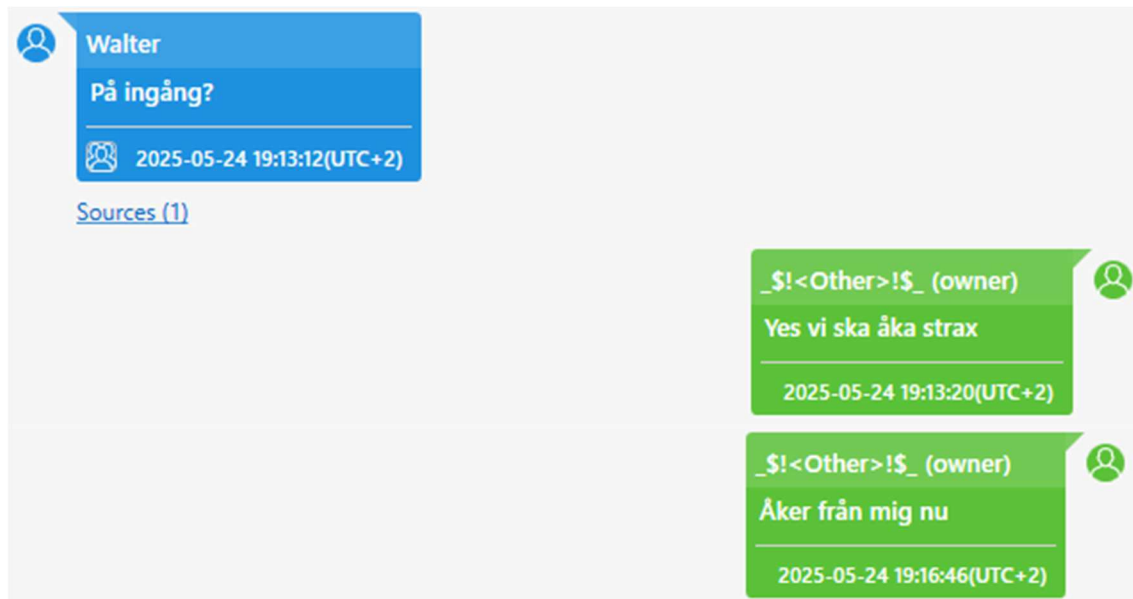 Walter
På ingång?
2025-05-24 19:13:12(UTC+2)
Sources (1)
_$!<Other>!$_ (owner)
Yes vi ska åka strax
2025-05-24 19:13:20(UTC+2)
_$!<Other>!$_ (owner)
Åker från mig nu
2025-05-24 19:16:46(UTC+2)